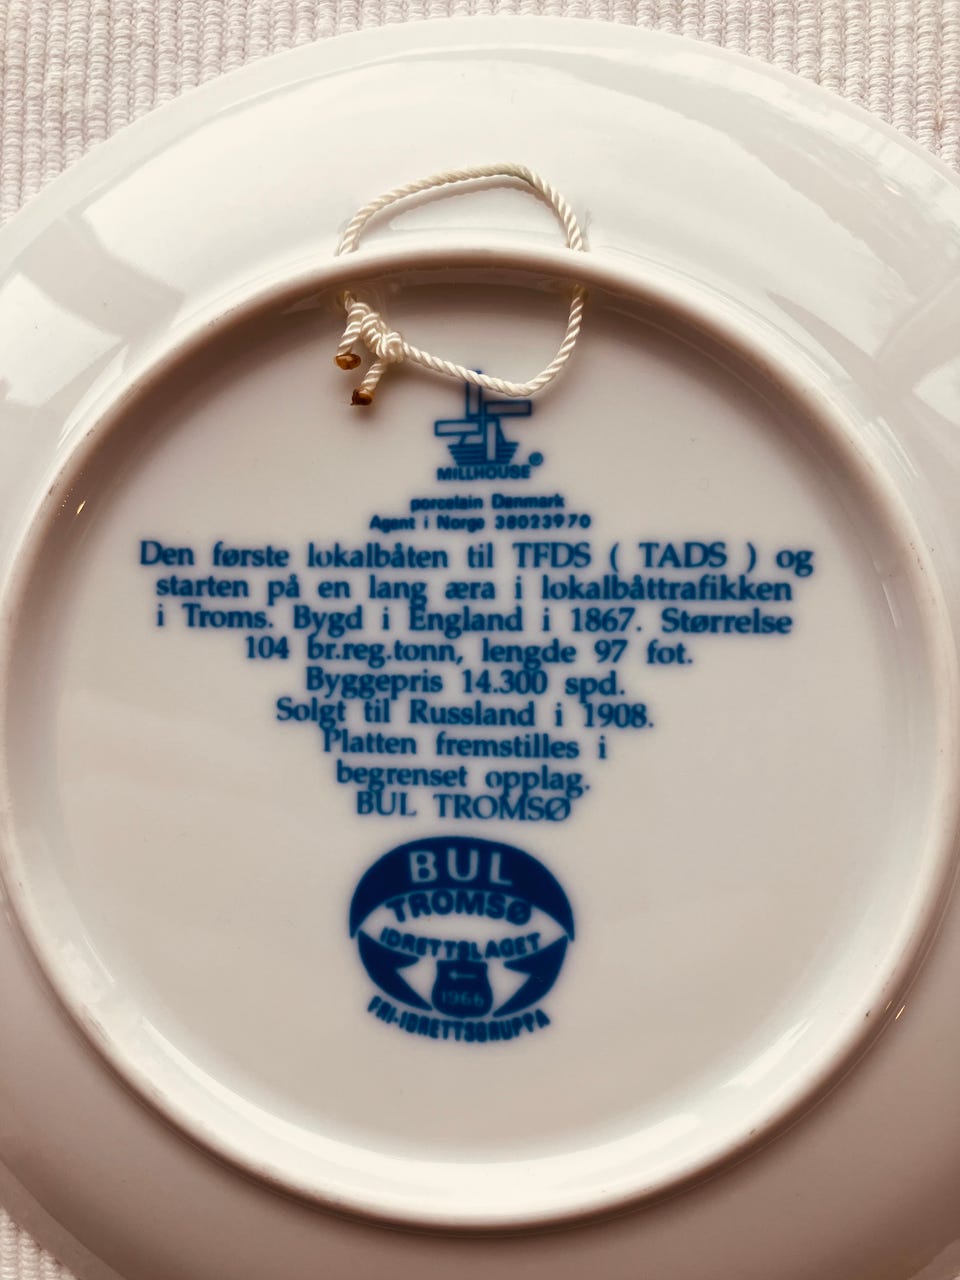 MILLHOUSE ®
porcelain Denmark
Agent i Norge 38023970
Den første lokalbåten til TFDS ( TADS ) og
starten på en lang æra i lokalbåttrafikken
i Troms. Bygd i England i 1867. Størrelse
104 br.reg.tonn, lengde 97 fot.
Byggepris 14.300 spd.
Solgt til Russland i 1908.
Platten fremstilles i
begrenset opplag.
BUL TROMSØ
BUL
TROMSØ
IDRETTSLAGET
1966
FRI-IDRETTSGRUPPA